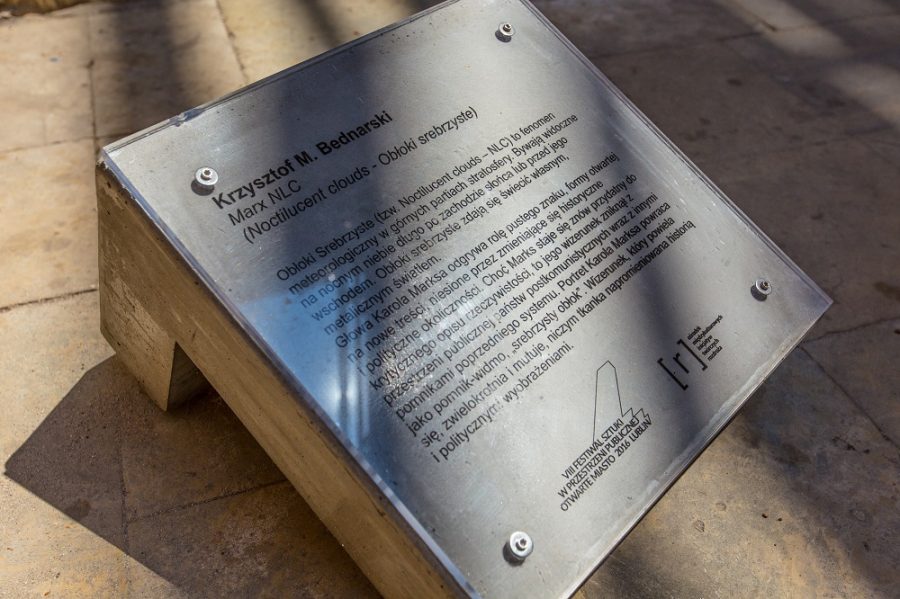 Krzysztof M. Bednarski
Marx NLC
(Noctilucent clouds - Obłoki srebrzyste)
Obłoki Srebrzyste (tzw. Noctilucent clouds – NLC) to fenomen
meteorologiczny w górnych partiach stratosfery. Bywają widoczne
na nocnym niebie długo po zachodzie słońca lub przed jego
wschodem. Obłoki srebrzyste zdają się świecić własnym,
metalicznym światłem.
Głowa Karola Marksa odgrywa rolę pustego znaku, formy otwartej
na nowe treści, niesione przez zmieniające się historyczne
i polityczne okoliczności. Choć Marks staje się znów przydatny do
krytycznego opisu rzeczywistości, to jego wizerunek zniknął z
przestrzeni publicznej państw postkomunistycznych wraz z innymi
pomnikami poprzedniego systemu. Portret Karola Marksa powraca
jako pomnik-widmo, „srebrzysty obłok”. Wizerunek, który powiela
się, zwielokrotnia i mutuje, niczym tkanka napromieniowana historią
i politycznymi wyobrażeniami.
VIII FESTIWAL SZTUKI
W PRZESTRZENI PUBLICZNEJ
OTWARTE MIASTO 2016 LUBLIN
[r]
ośrodek
międzykulturowych
inicjatyw
twórczych
rozdroża